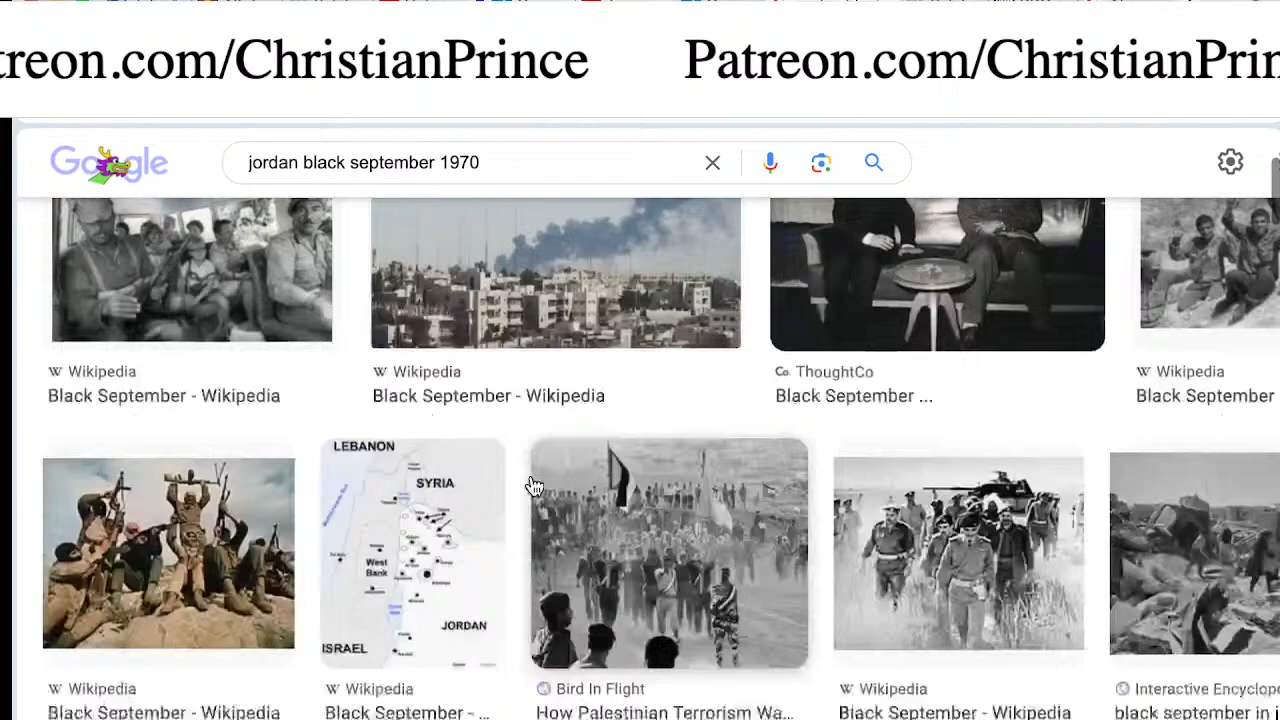 treon.com/ChristianPrince Patreon.com/ChristianPrin
Google
jordan black september 1970
Wikipedia
Black September - Wikipedia
Wikipedia
Black September - Wikipedia
ThoughtCo
Black September ...
Wikipedia
Black September
LEBANON
SYRIA
West
Bank
JORDAN
ISRAEL
Wikipedia
Black September - Wikipedia
Wikipedia
Black September - ...
Bird In Flight
How Palestinian Terrorism Wa...
Wikipedia
Black September - Wikipedia
Interactive Encyclop
black september in j